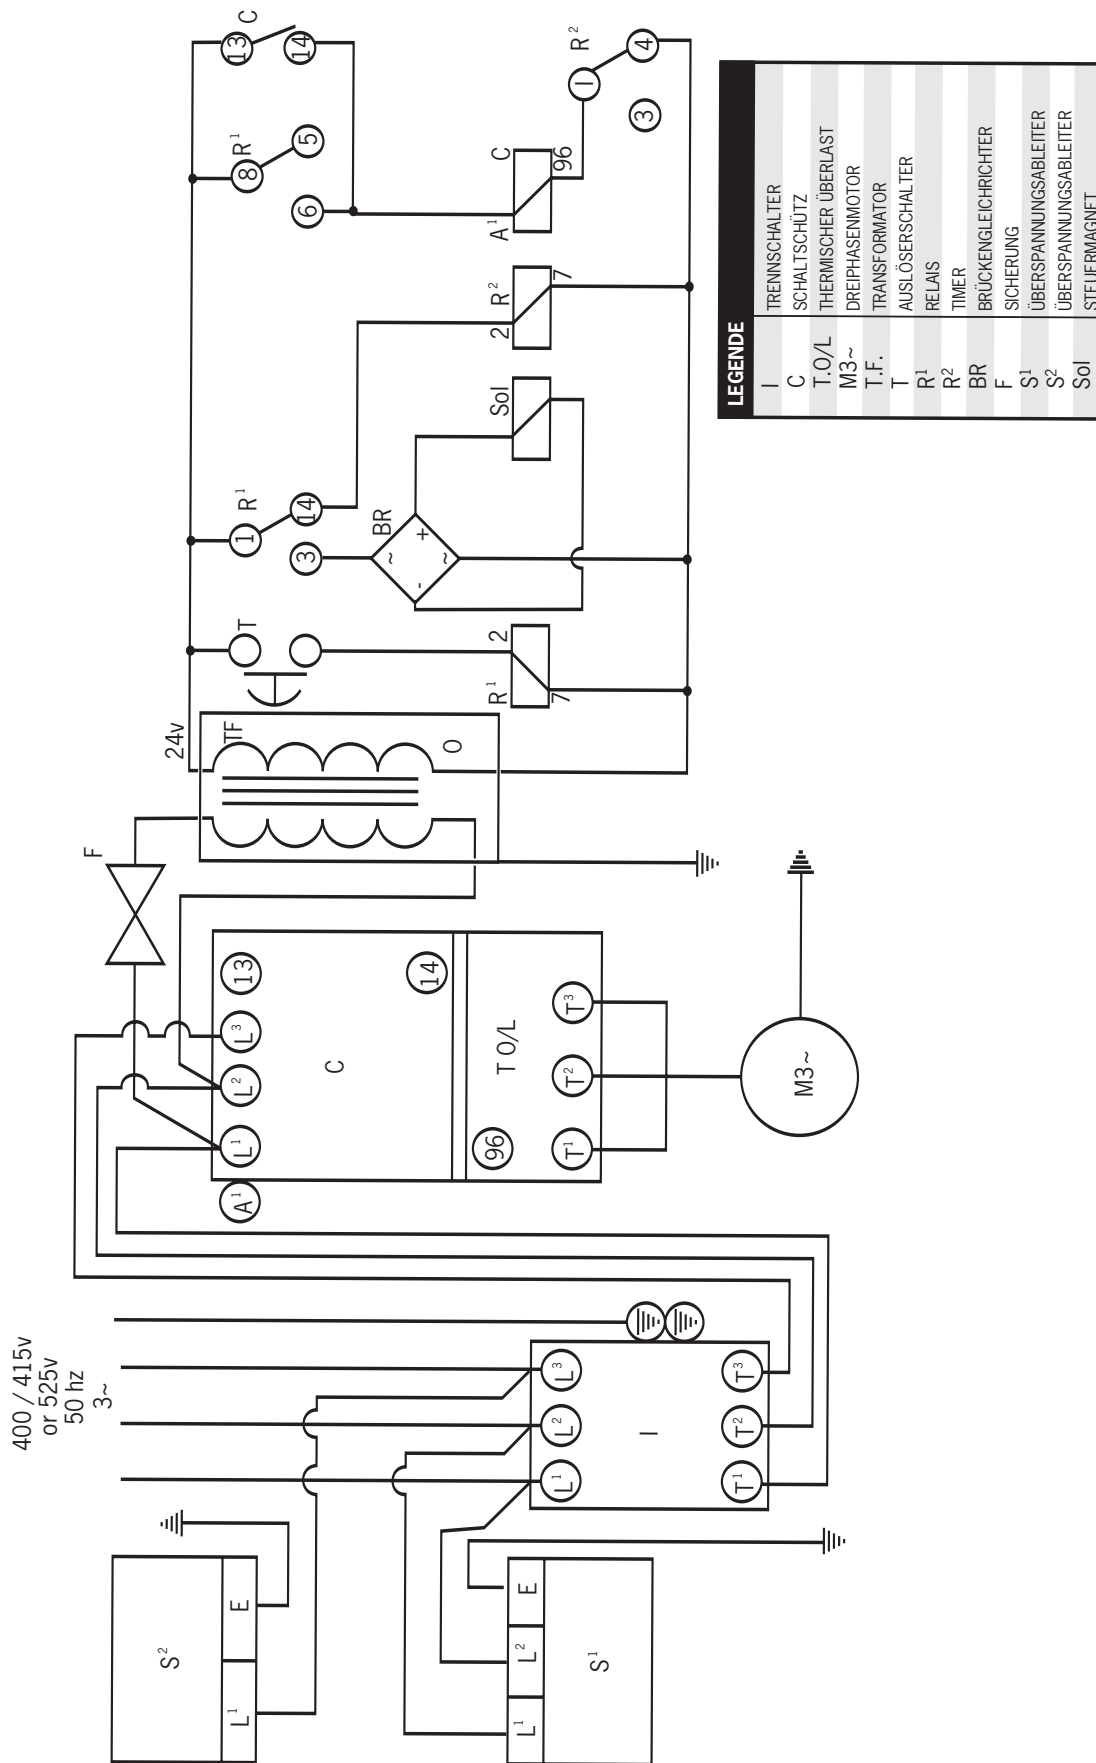 400 / 415v
or 525v
50 hz
3~
S²
L¹
E
S¹
L¹
L²
E
L¹
L²
L³
I
T¹
T²
T³
A¹
L¹
L²
L³
13
C
14
96
T O/L
T¹
T²
T³
M3~
F
24v
TF
O
T
R¹
2
7
1
R¹
3
14
BR
~
+
-
~
Sol
2
R²
7
8
R¹
6
5
13
C
14
A¹
C
96
I
R²
3
4
LEGENDE
I TRENNSCHALTER
C SCHALTSCHÜTZ
T.O/L THERMISCHER ÜBERLAST
M3~ DREIPHASENMOTOR
T.F. TRANSFORMATOR
T AUSLÖSERSCHALTER
R¹ RELAIS
R² TIMER
BR BRÜCKENGLEICHRICHTER
F SICHERUNG
S¹ ÜBERSPANNUNGSABLEITER
S² ÜBERSPANNUNGSABLEITER
Sol STEUERMAGNET